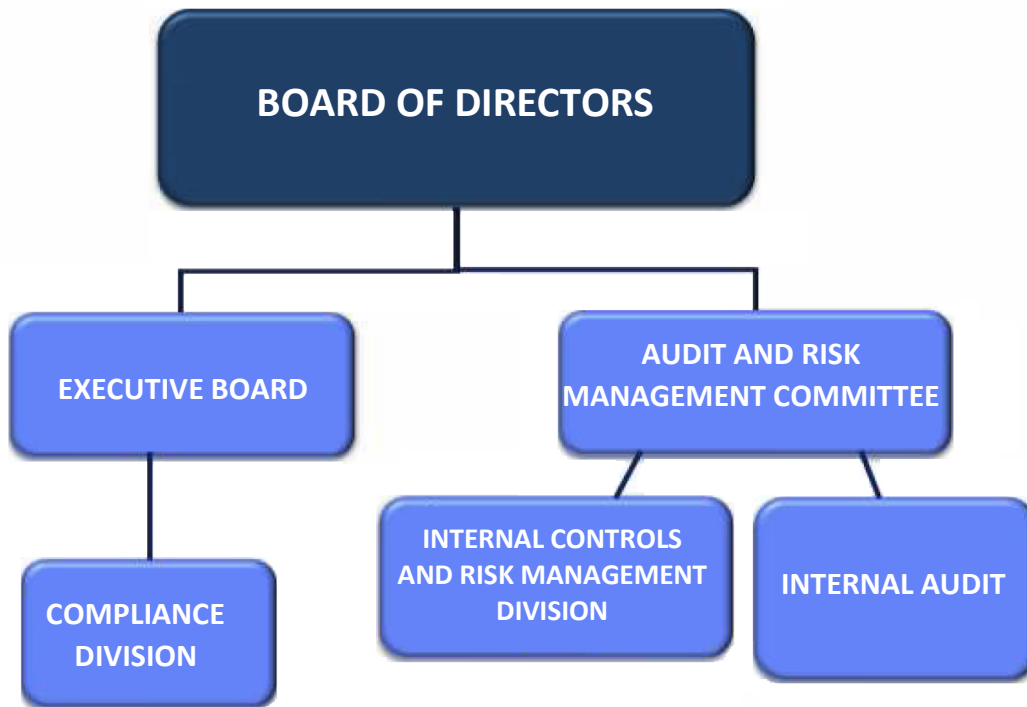 BOARD OF DIRECTORS
EXECUTIVE BOARD
AUDIT AND RISK
MANAGEMENT COMMITTEE
COMPLIANCE
DIVISION
INTERNAL CONTROLS
AND RISK MANAGEMENT
DIVISION
INTERNAL AUDIT